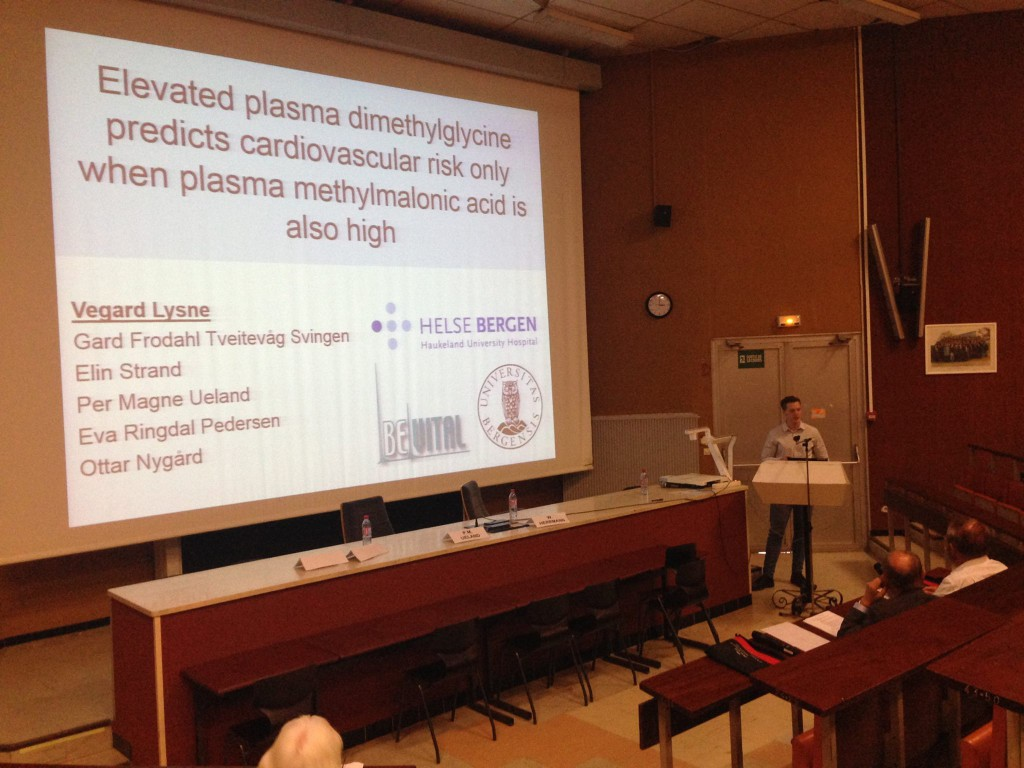 Elevated plasma dimethylglycine
predicts cardiovascular risk only
when plasma methylmalonic acid is
also high
Vegard Lysne
Gard Frodahl Tveitevåg Svingen
Elin Strand
Per Magne Ueland
Eva Ringdal Pedersen
Ottar Nygård
HELSE BERGEN
Haukeland University Hospital
BEVITAL
UNIVERSITAS
BERGENSIS
P.M.
UELAND
W.
HERRMANN